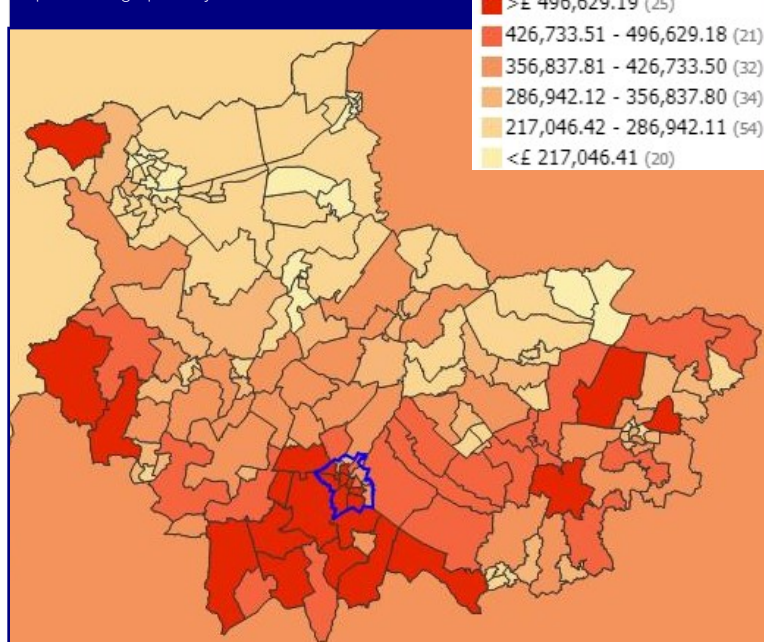 >£ 496,629.19 (25)
426,733.51 - 496,629.18 (21)
356,837.81 - 426,733.50 (32)
286,942.12 - 356,837.80 (34)
217,046.42 - 286,942.11 (54)
<£ 217,046.41 (20)